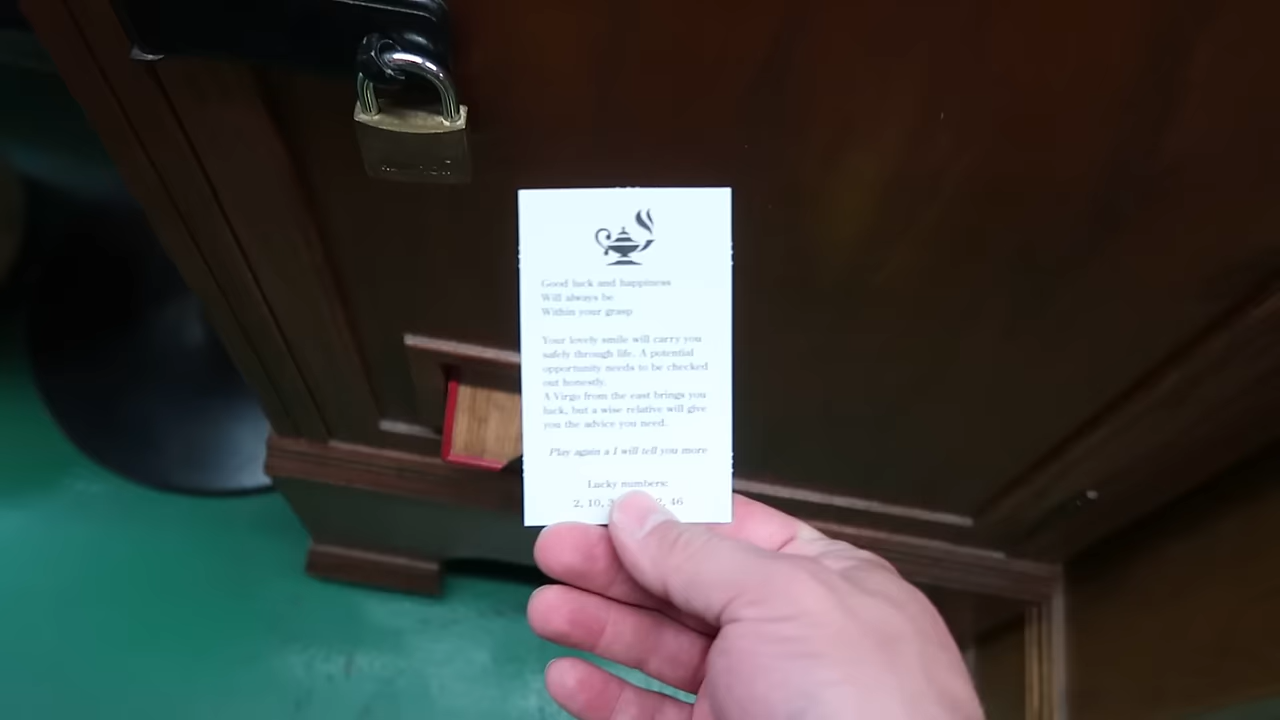 Good luck and happiness
Will always be
Within your grasp
Your lovely smile will carry you
safely through life. A potential
opportunity needs to be checked
out honestly.
A Virgo from the east brings you
luck, but a wise relative will give
you the advice you need.
Play again a I will tell you more
Lucky numbers:
2, 10, 3 2, 46